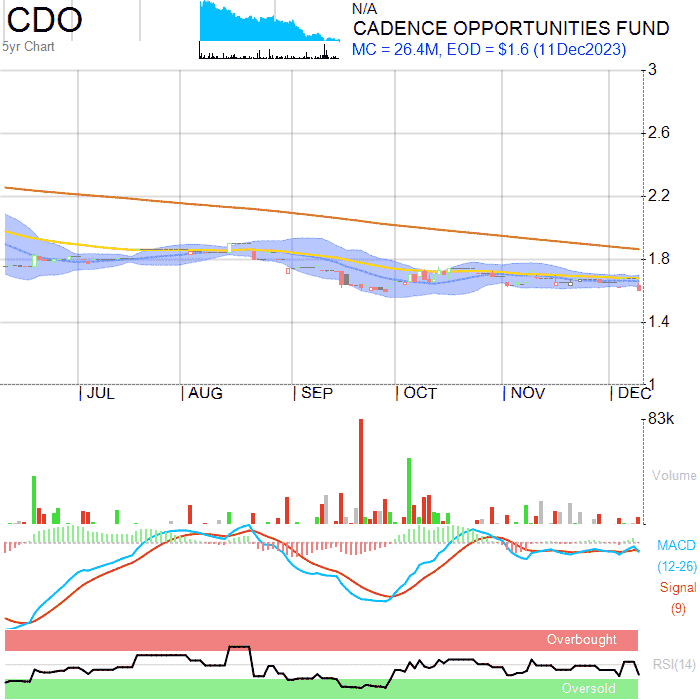 CDO
5yr Chart
N/A
CADENCE OPPORTUNITIES FUND
MC = 26.4M, EOD = $1.6 (11Dec2023)
3
2.6
2.2
1.8
1.4
1
JUL
AUG
SEP
OCT
NOV
DEC
83k
Volume
MACD
(12-26)
Signal
(9)
Overbought
RSI(14)
Oversold